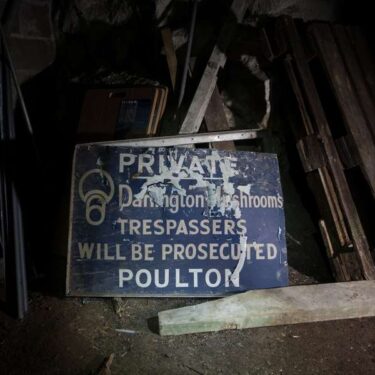 PRIVATE
Darlington Mushrooms
TRESPASSERS
WILL BE PROSECUTED
POULTON